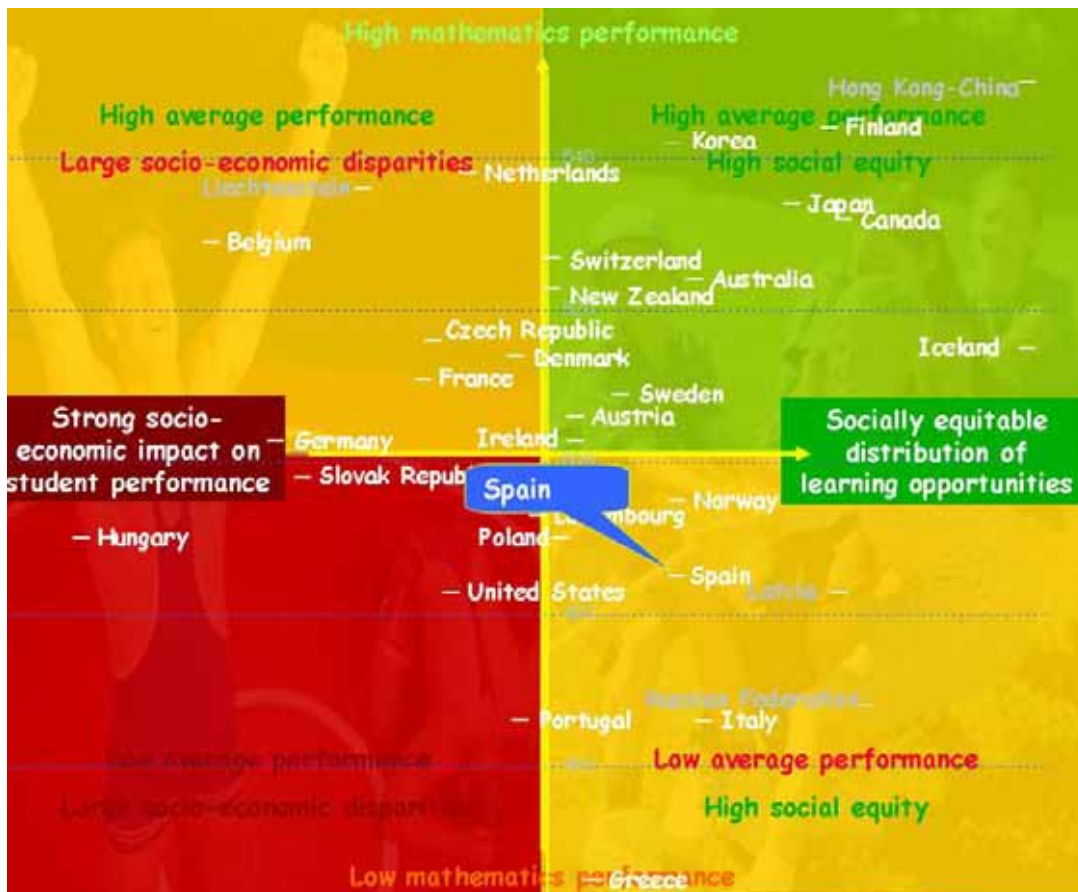 High mathematics performance
Hong Kong-China
High average performance
High average performance
Finland
Korea
Large socio-economic disparities
High social equity
Netherlands
Liechtenstein
Japan
Canada
Belgium
Switzerland
Australia
New Zealand
Czech Republic
Denmark
Iceland
France
Sweden
Austria
Strong socio-
economic impact on
student performance
Germany
Ireland
Socially equitable
distribution of
learning opportunities
Slovak
Spain
Norway
Hungary
Poland
Spain
Latvia
United States
Russian Federation
Portugal
Italy
Low average performance
Low average performance
Large socio-economic disparities
High social equity
Low mathematics performance
Greece